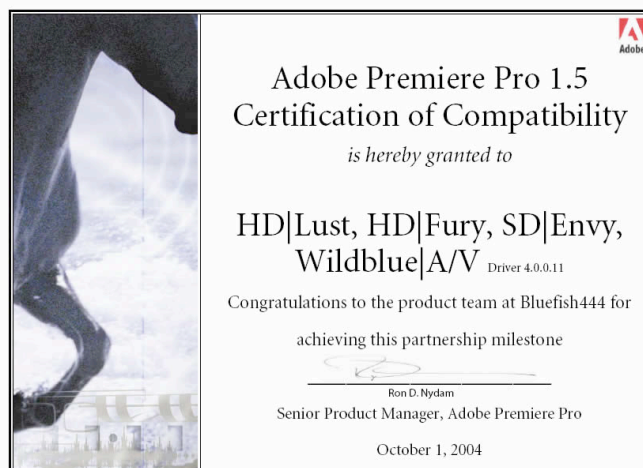 Adobe
Adobe Premiere Pro 1.5
Certification of Compatibility
is hereby granted to
HD|Lust, HD|Fury, SD|Envy,
Wildblue|A/V Driver 4.0.0.11
Congratulations to the product team at Bluefish444 for
achieving this partnership milestone
Ron D. Nydam
Senior Product Manager, Adobe Premiere Pro
October 1, 2004